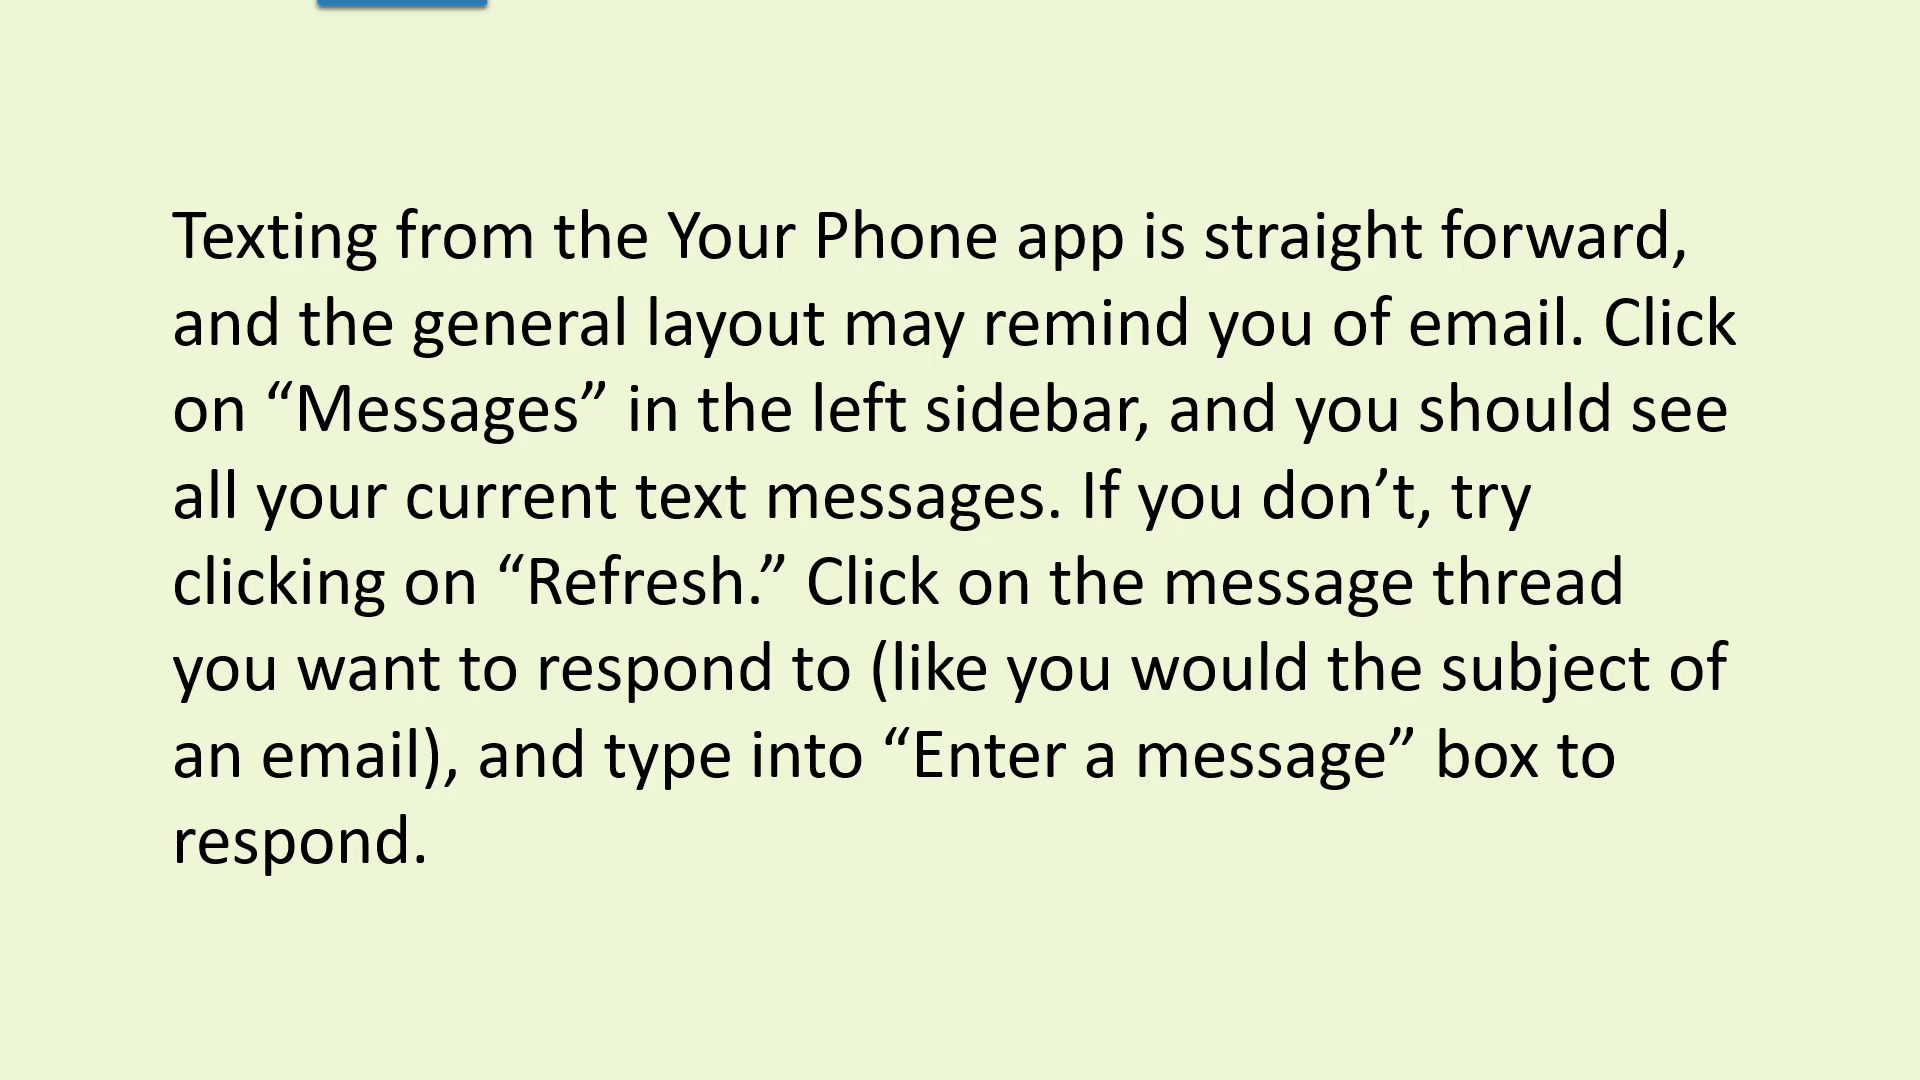 Texting from the Your Phone app is straight forward,
and the general layout may remind you of email. Click
on “Messages” in the left sidebar, and you should see
all your current text messages. If you don’t, try
clicking on “Refresh.” Click on the message thread
you want to respond to (like you would the subject of
an email), and type into “Enter a message” box to
respond.